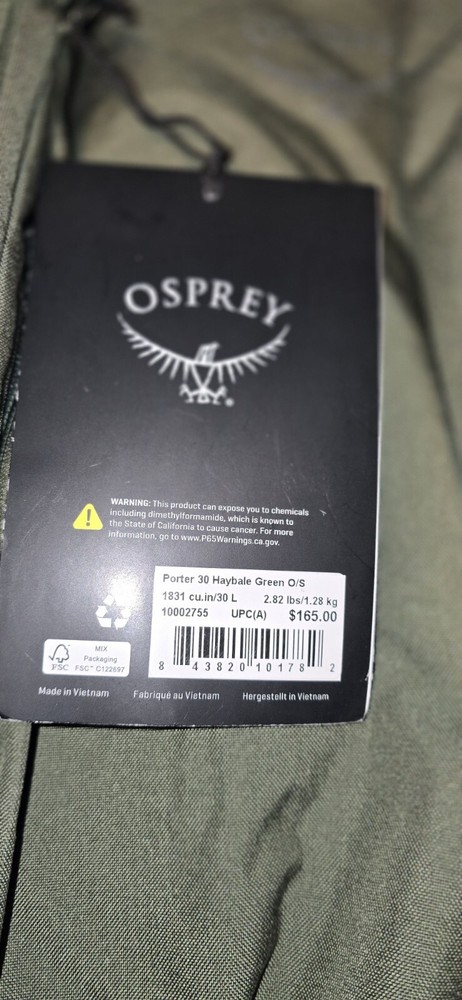 OSPREY
WARNING: This product can expose you to chemicals
including dimethylformamide, which is known to
the State of California to cause cancer. For more
information, go to www.P65Warnings.ca.gov.
Porter 30 Haybale Green O/S
1831 cu.in/30 L 2.82 lbs/1.28 kg
10002755 UPC(A) $165.00
8 43820 10178 2
MIX
Packaging
FSC
FSC™ C122697
Made in Vietnam Fabriqué au Vietnam Hergestellt in Vietnam